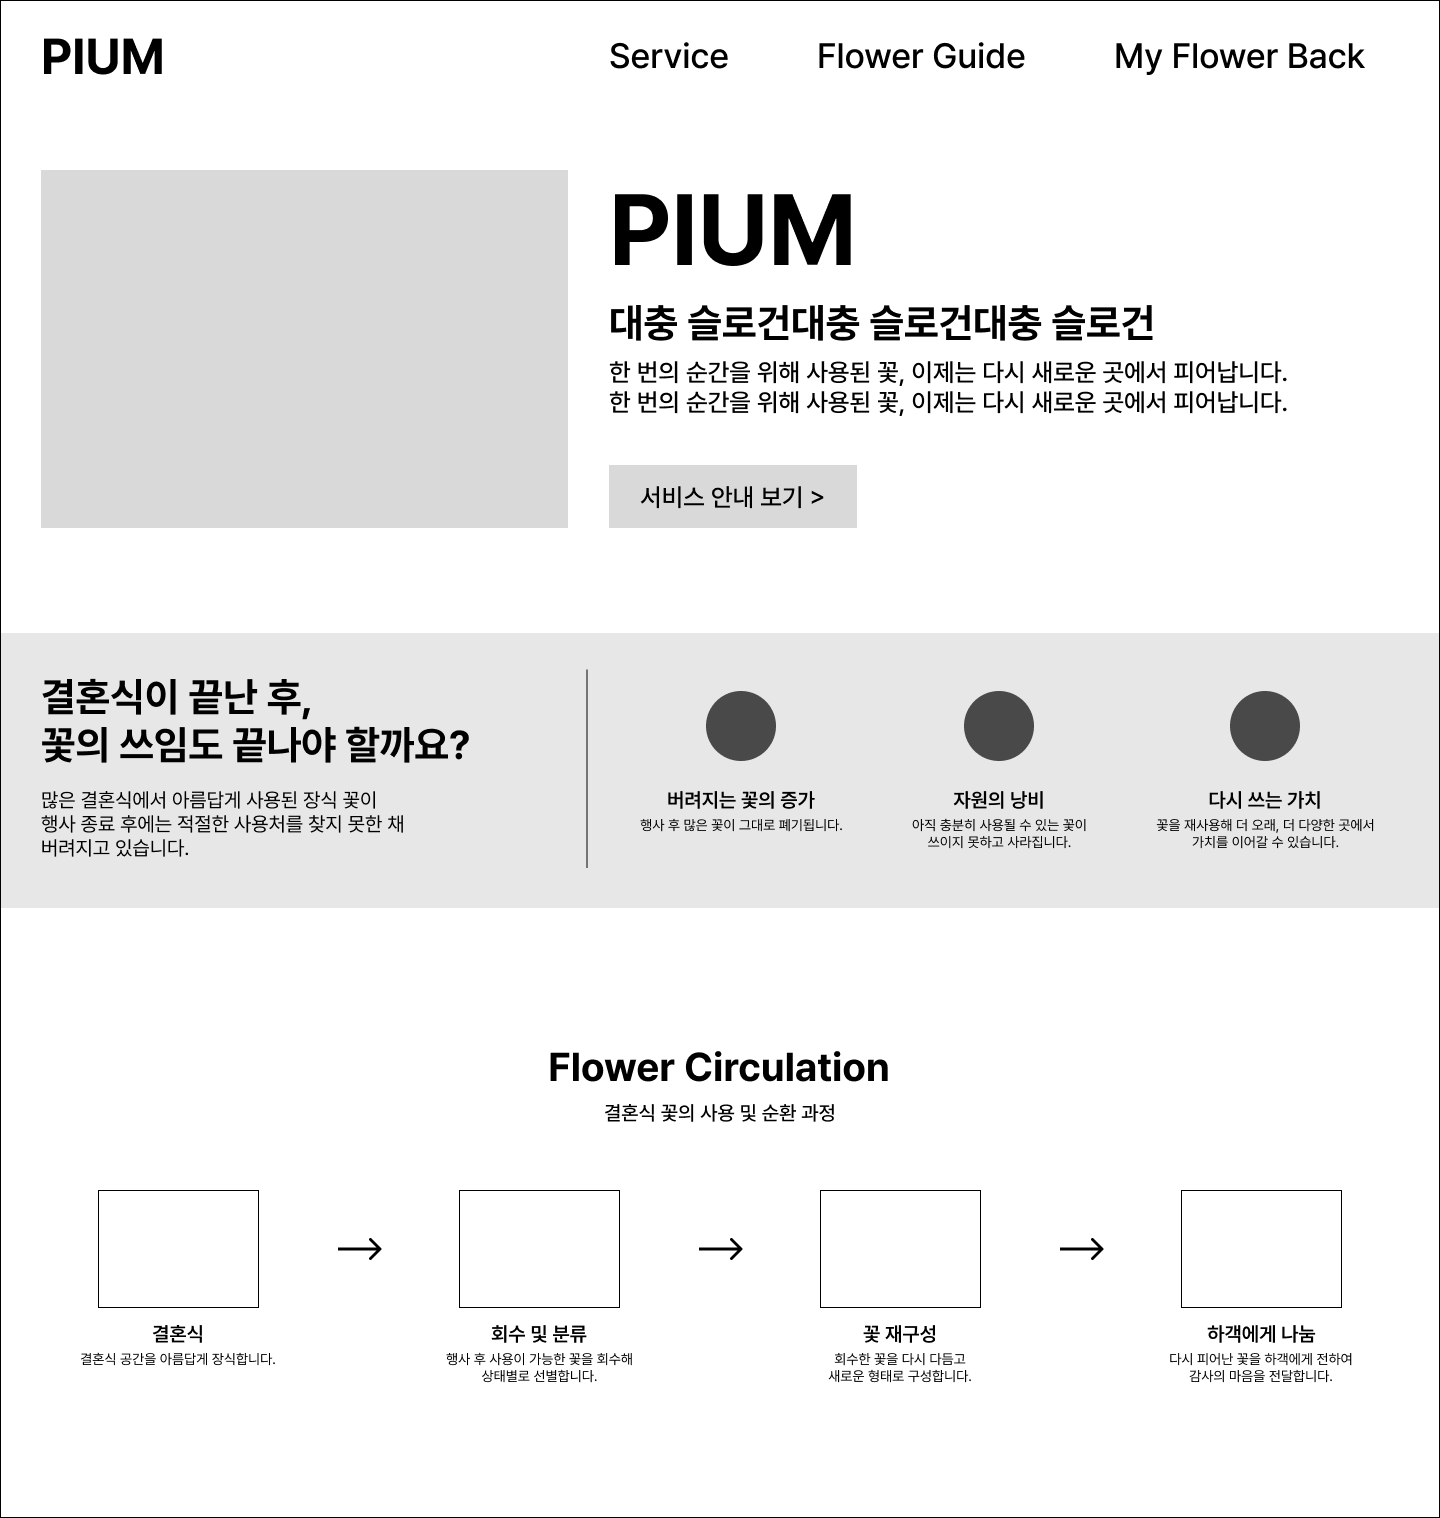 PIUM
Service
Flower Guide
My Flower Back
PIUM
대충 슬로건대충 슬로건대충 슬로건
한 번의 순간을 위해 사용된 꽃, 이제는 다시 새로운 곳에서 피어납니다.
한 번의 순간을 위해 사용된 꽃, 이제는 다시 새로운 곳에서 피어납니다.
서비스 안내 보기 >
결혼식이 끝난 후,
꽃의 쓰임도 끝나야 할까요?
많은 결혼식에서 아름답게 사용된 장식 꽃이
행사 종료 후에는 적절한 사용처를 찾지 못한 채
버려지고 있습니다.
버려지는 꽃의 증가
행사 후 많은 꽃이 그대로 폐기됩니다.
자원의 낭비
아직 충분히 사용될 수 있는 꽃이
쓰이지 못하고 사라집니다.
다시 쓰는 가치
꽃을 재사용해 더 오래, 더 다양한 곳에서
가치를 이어갈 수 있습니다.
Flower Circulation
결혼식 꽃의 사용 및 순환 과정
결혼식
결혼식 공간을 아름답게 장식합니다.
회수 및 분류
행사 후 사용이 가능한 꽃을 회수해
상태별로 선별합니다.
꽃 재구성
회수한 꽃을 다시 다듬고
새로운 형태로 구성합니다.
하객에게 나눔
다시 피어난 꽃을 하객에게 전하여
감사의 마음을 전달합니다.